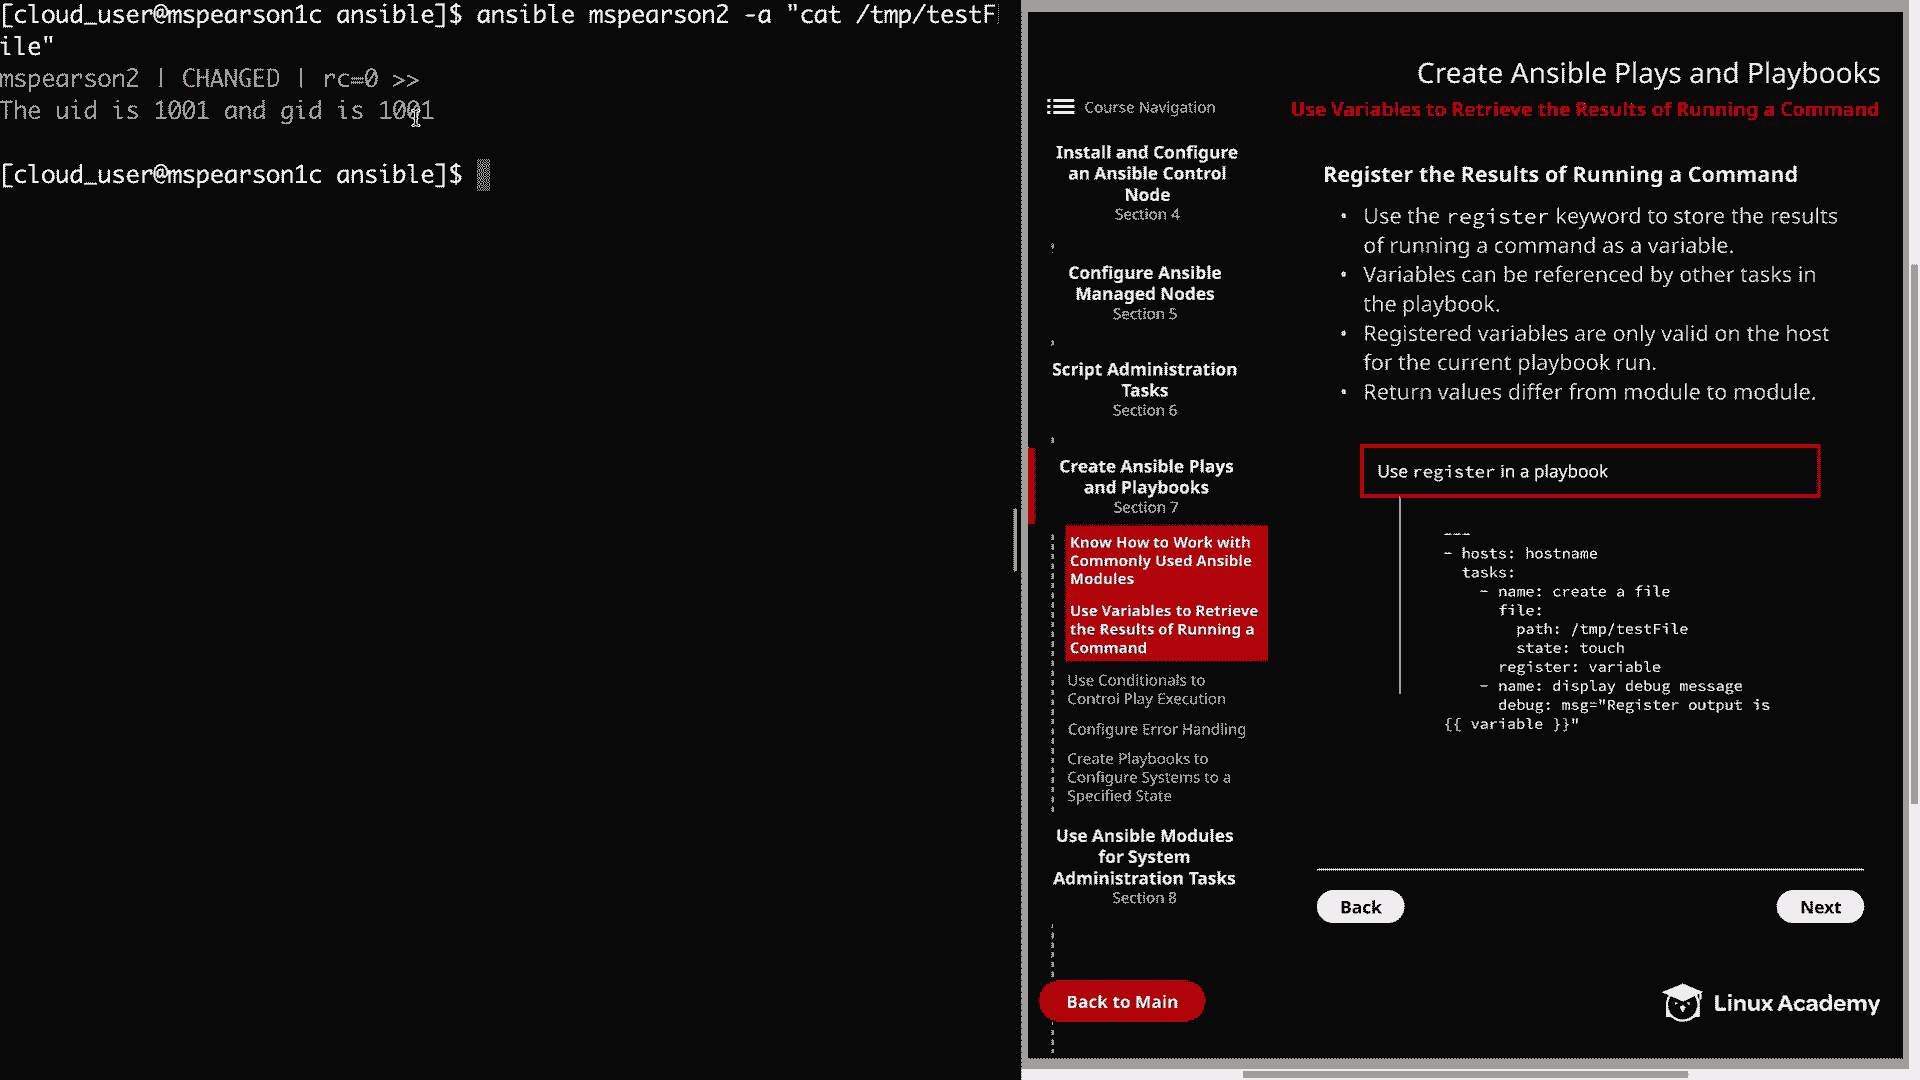 [cloud_user@mspearson1c ansible]$ ansible mspearson2 -a "cat /tmp/testF
ile"
mspearson2 | CHANGED | rc=0 >>
The uid is 1001 and gid is 1001
[cloud_user@mspearson1c ansible]$
Create Ansible Plays and Playbooks
Course Navigation
Use Variables to Retrieve the Results of Running a Command
Install and Configure
an Ansible Control
Node
Section 4
Configure Ansible
Managed Nodes
Section 5
Script Administration
Tasks
Section 6
Create Ansible Plays
and Playbooks
Section 7
Know How to Work with
Commonly Used Ansible
Modules
Use Variables to Retrieve
the Results of Running a
Command
Use Conditionals to
Control Play Execution
Configure Error Handling
Create Playbooks to
Configure Systems to a
Specified State
Use Ansible Modules
for System
Administration Tasks
Section 8
Back to Main
Register the Results of Running a Command
• Use the register keyword to store the results
of running a command as a variable.
• Variables can be referenced by other tasks in
the playbook.
• Registered variables are only valid on the host
for the current playbook run.
• Return values differ from module to module.
Use register in a playbook
---
- hosts: hostname
tasks:
- name: create a file
file:
path: /tmp/testFile
state: touch
register: variable
- name: display debug message
debug: msg="Register output is
{{ variable }}"
Back
Next
Linux Academy